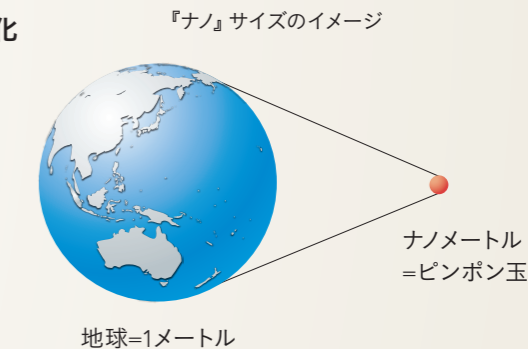 化
『ナノ』サイズのイメージ
ナノメートル
=ピンポン玉
地球=1メートル